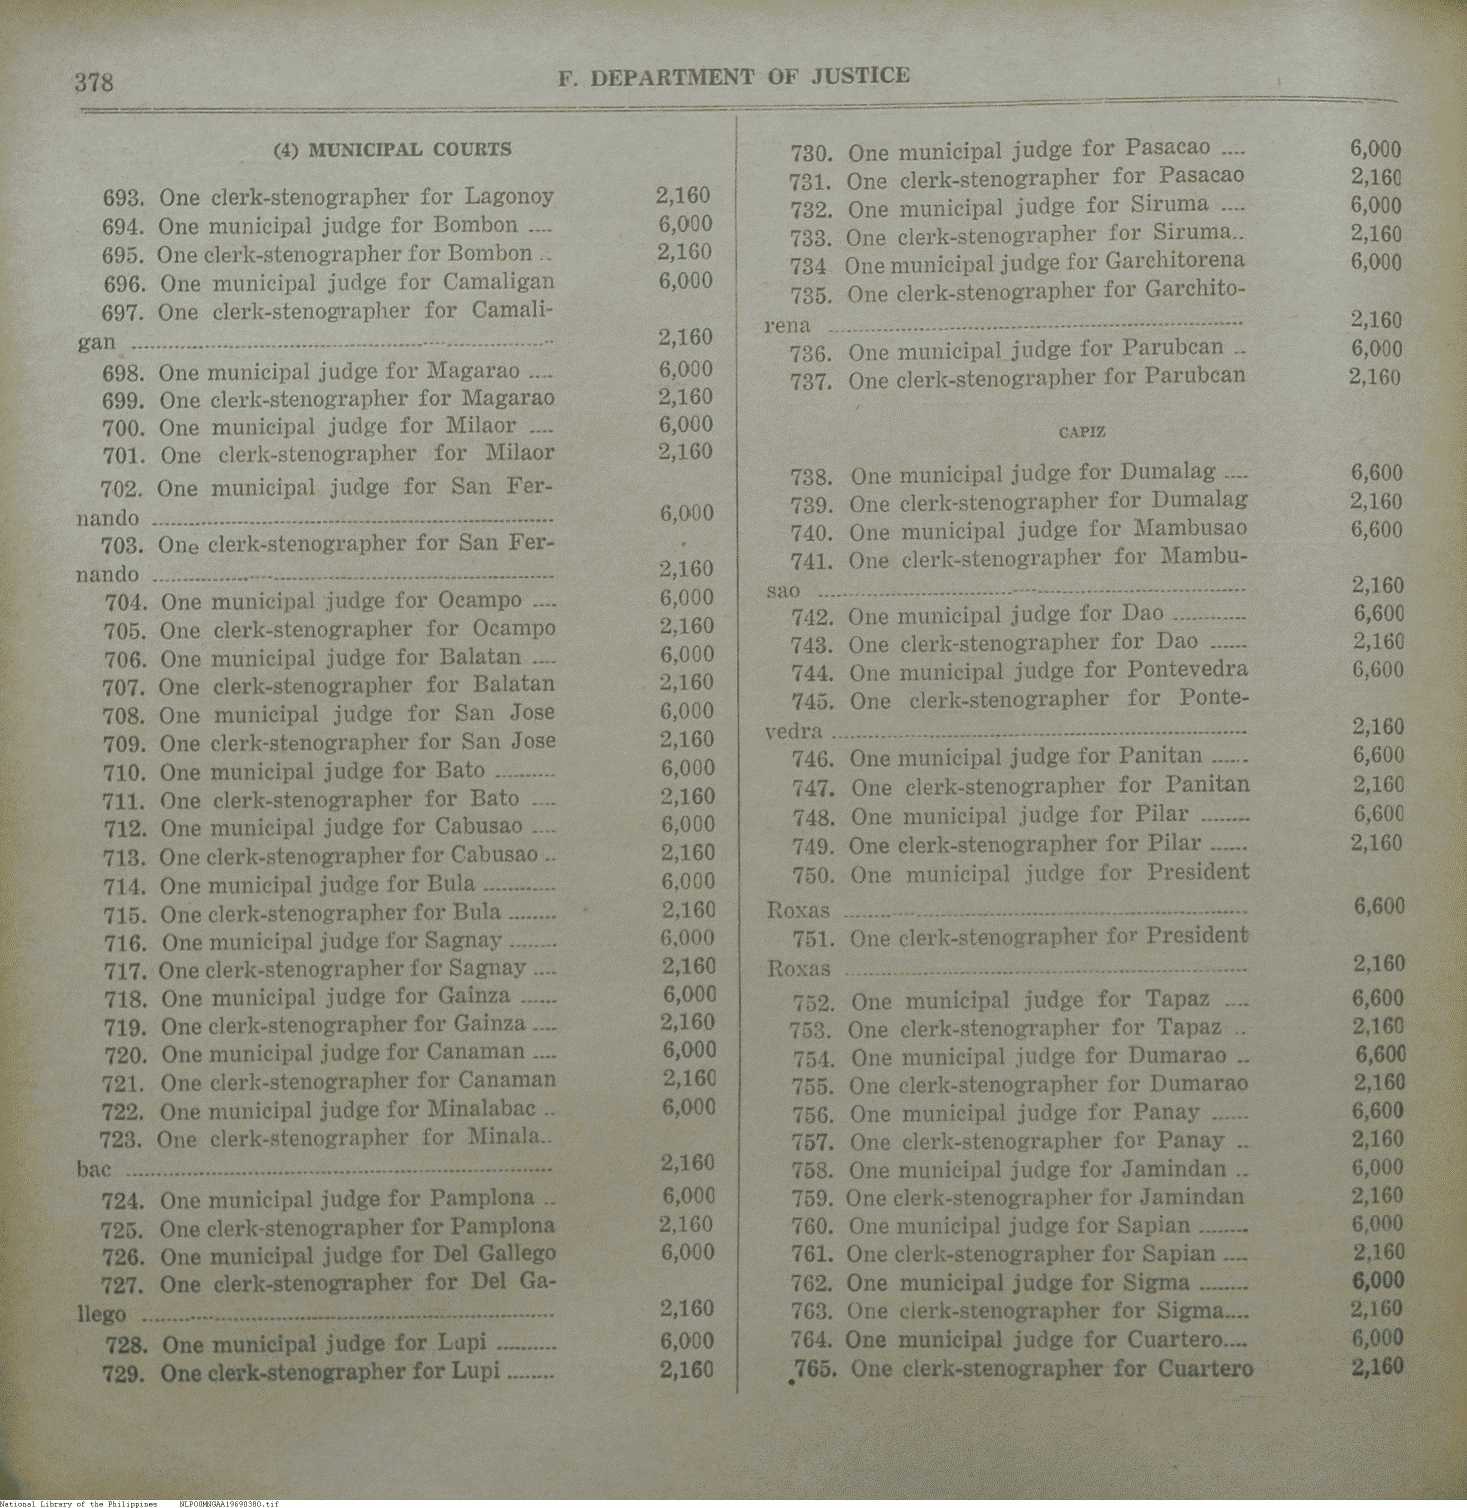 378
F. DEPARTMENT OF JUSTICE
(4) MUNICIPAL COURTS
693. One clerk-stenographer for Lagonoy 2,160
694. One municipal judge for Bombon .... 6,000
695. One clerk-stenographer for Bombon .. 2,160
696. One municipal judge for Camaligan 6,000
697. One clerk-stenographer for Camali-
gan .... 2,160
698. One municipal judge for Magarao .... 6,000
699. One clerk-stenographer for Magarao 2,160
700. One municipal judge for Milaor .... 6,000
701. One clerk-stenographer for Milaor 2,160
702. One municipal judge for San Fer-
nando .... 6,000
703. One clerk-stenographer for San Fer-
nando .... 2,160
704. One municipal judge for Ocampo .... 6,000
705. One clerk-stenographer for Ocampo 2,160
706. One municipal judge for Balatan .... 6,000
707. One clerk-stenographer for Balatan 2,160
708. One municipal judge for San Jose 6,000
709. One clerk-stenographer for San Jose 2,160
710. One municipal judge for Bato .......... 6,000
711. One clerk-stenographer for Bato .... 2,160
712. One municipal judge for Cabusao .... 6,000
713. One clerk-stenographer for Cabusao .. 2,160
714. One municipal judge for Bula ............ 6,000
715. One clerk-stenographer for Bula ........ 2,160
716. One municipal judge for Sagnay ........ 6,000
717. One clerk-stenographer for Sagnay .... 2,160
718. One municipal judge for Gainza ...... 6,000
719. One clerk-stenographer for Gainza .... 2,160
720. One municipal judge for Canaman .... 6,000
721. One clerk-stenographer for Canaman 2,160
722. One municipal judge for Minalabac .. 6,000
723. One clerk-stenographer for Minala..
bac .... 2,160
724. One municipal judge for Pamplona .. 6,000
725. One clerk-stenographer for Pamplona 2,160
726. One municipal judge for Del Gallego 6,000
727. One clerk-stenographer for Del Ga-
llego .... 2,160
728. One municipal judge for Lupi .......... 6,000
729. One clerk-stenographer for Lupi ........ 2,160
730. One municipal judge for Pasacao .... 6,000
731. One clerk-stenographer for Pasacao 2,160
732. One municipal judge for Siruma .... 6,000
733. One clerk-stenographer for Siruma.. 2,160
734 One municipal judge for Garchitorena 6,000
735. One clerk-stenographer for Garchito-
rena .... 2,160
736. One municipal judge for Parubcan .. 6,000
737. One clerk-stenographer for Parubcan 2,160
CAPIZ
738. One municipal judge for Dumalag .... 6,600
739. One clerk-stenographer for Dumalag 2,160
740. One municipal judge for Mambusao 6,600
741. One clerk-stenographer for Mambu-
sao .... 2,160
742. One municipal judge for Dao ............ 6,600
743. One clerk-stenographer for Dao ...... 2,160
744. One municipal judge for Pontevedra 6,600
745. One clerk-stenographer for Ponte-
vedra .... 2,160
746. One municipal judge for Panitan ...... 6,600
747. One clerk-stenographer for Panitan 2,160
748. One municipal judge for Pilar ........ 6,600
749. One clerk-stenographer for Pilar ...... 2,160
750. One municipal judge for President
Roxas .... 6,600
751. One clerk-stenographer for President
Roxas .... 2,160
752. One municipal judge for Tapaz .... 6,600
753. One clerk-stenographer for Tapaz .. 2,160
754. One municipal judge for Dumarao .. 6,600
755. One clerk-stenographer for Dumarao 2,160
756. One municipal judge for Panay ...... 6,600
757. One clerk-stenographer for Panay .. 2,160
758. One municipal judge for Jamindan .. 6,000
759. One clerk-stenographer for Jamindan 2,160
760. One municipal judge for Sapian ........ 6,000
761. One clerk-stenographer for Sapian .... 2,160
762. One municipal judge for Sigma ........ 6,000
763. One clerk-stenographer for Sigma.... 2,160
764. One municipal judge for Cuartero.... 6,000
765. One clerk-stenographer for Cuartero 2,160
National Library of the Philippines NLPO0MNGAA19690380.tif